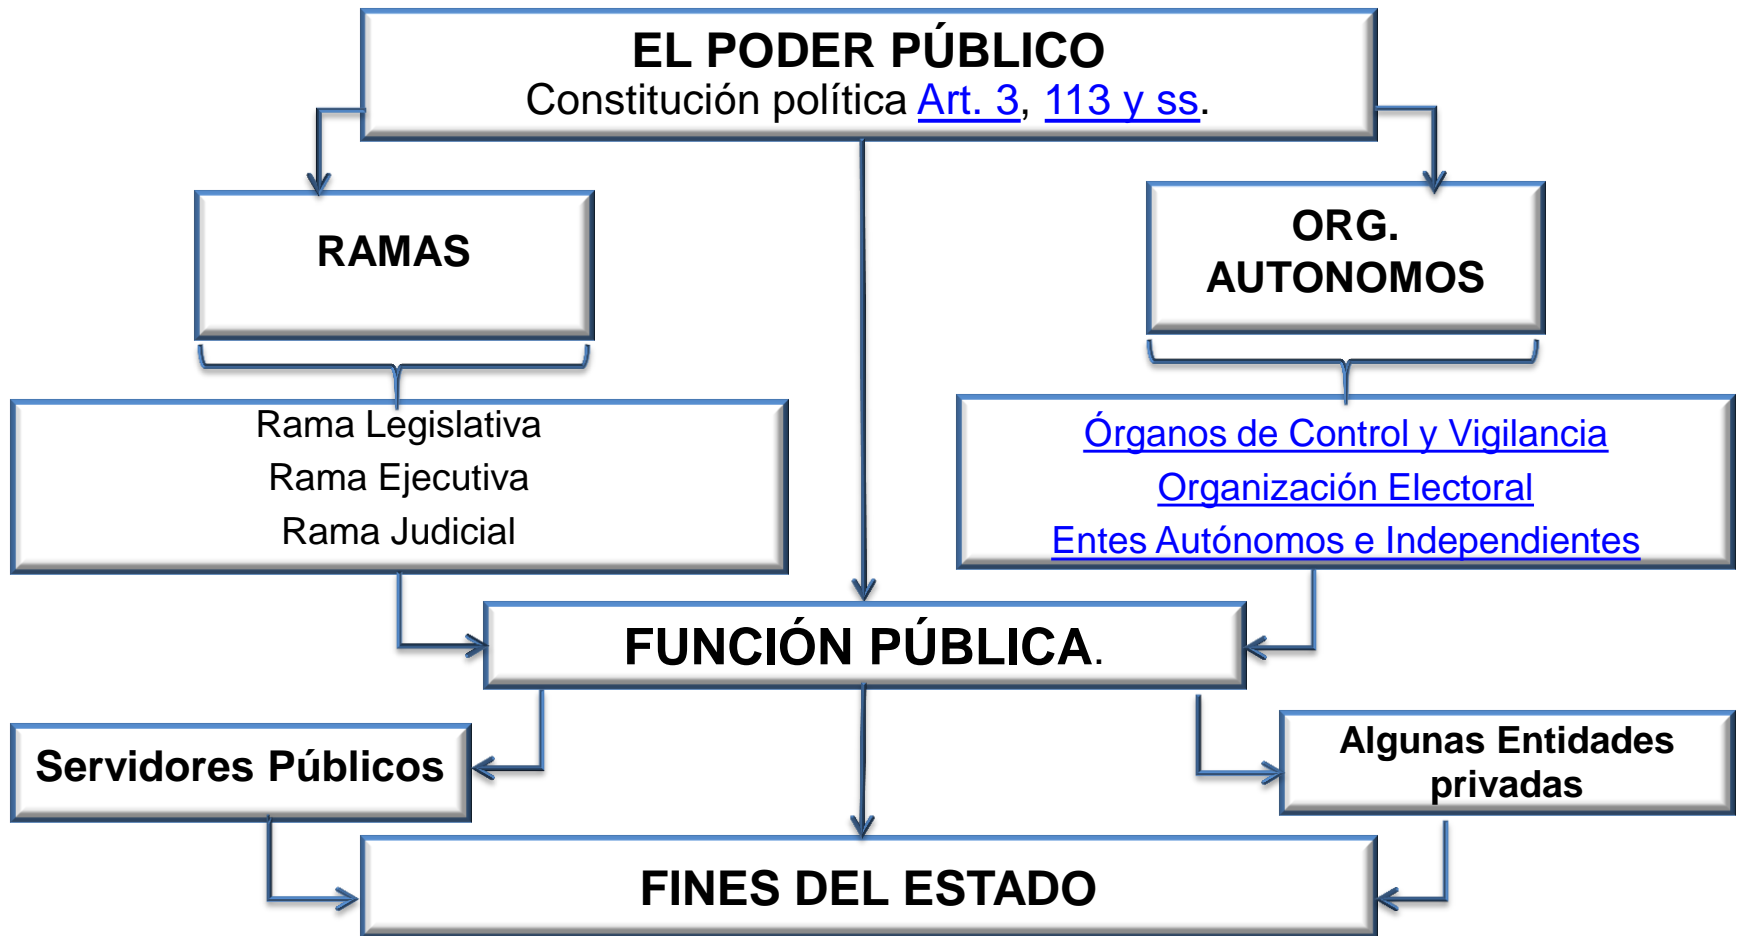 EL PODER PÚBLICO
Constitución política Art. 3, 113 y ss.
RAMAS
ORG.
AUTONOMOS
Rama Legislativa
Rama Ejecutiva
Rama Judicial
Órganos de Control y Vigilancia
Organización Electoral
Entes Autónomos e Independientes
FUNCIÓN PÚBLICA.
Servidores Públicos
Algunas Entidades
privadas
FINES DEL ESTADO